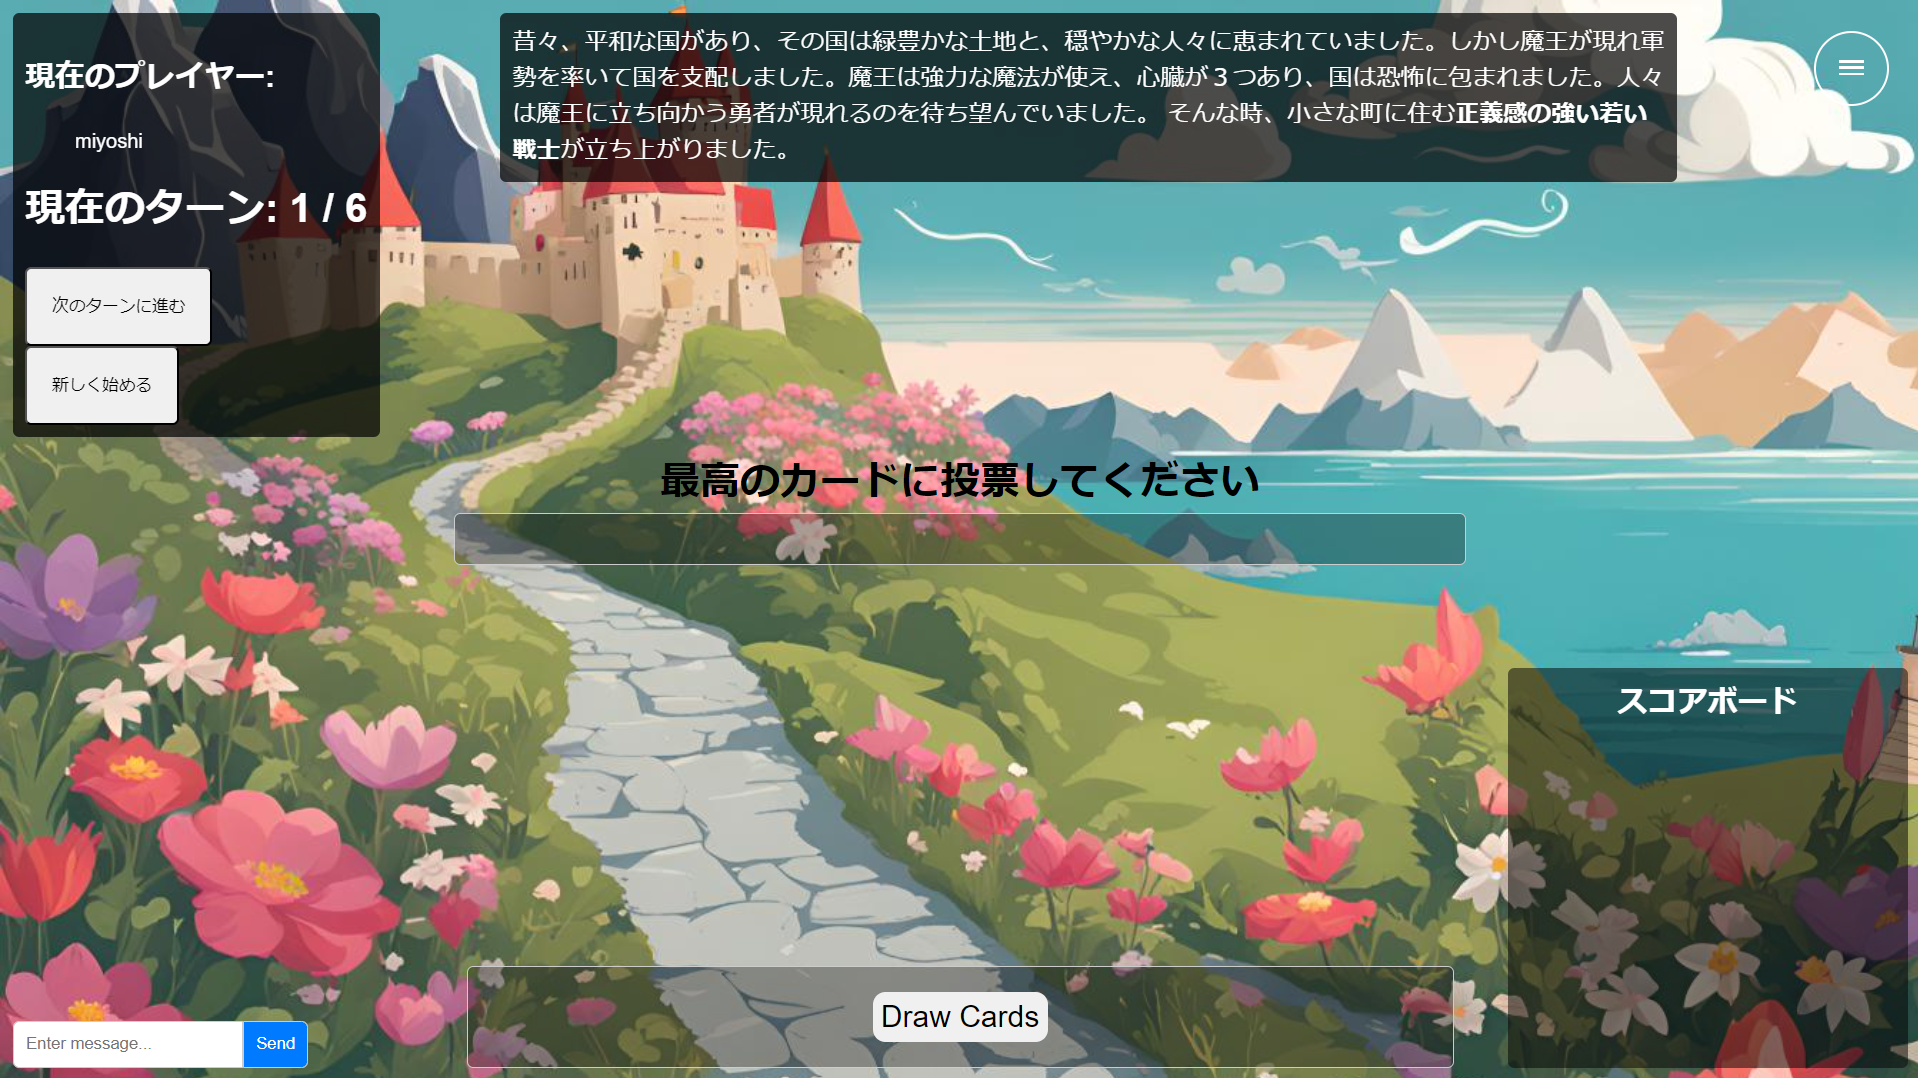 現在のプレイヤー:
miyoshi
現在のターン: 1 / 6
次のターンに進む
新しく始める
昔々、平和な国があり、その国は緑豊かな土地と、穏やかな人々に恵まれていました。しかし魔王が現れ軍
勢を率いて国を支配しました。魔王は強力な魔法が使え、心臓が３つあり、国は恐怖に包まれました。人々
は魔王に立ち向かう勇者が現れるのを待ち望んでいました。 そんな時、小さな町に住む正義感の強い若い
戦士が立ち上がりました。
最高のカードに投票してください
スコアボード
Draw Cards
Enter message...
Send